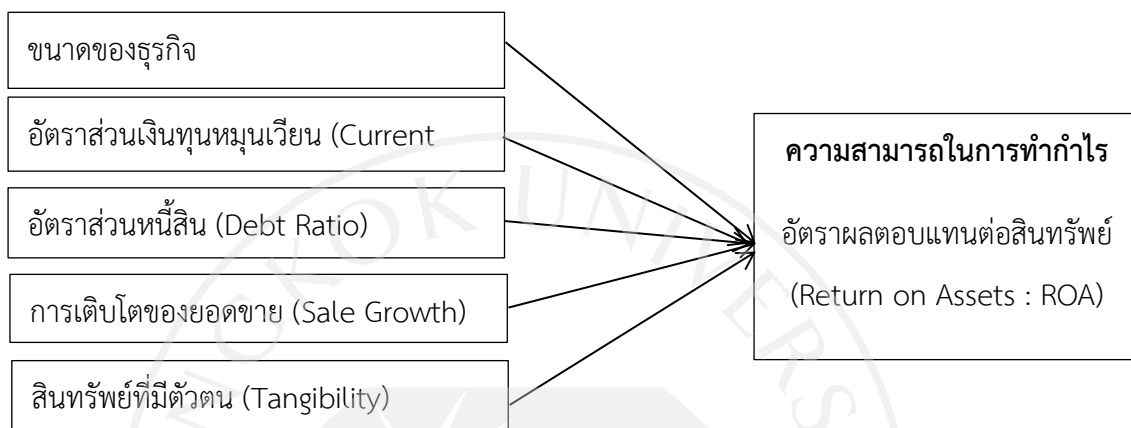 ขนาดของธุรกิจ
อัตราส่วนเงินทุนหมุนเวียน (Current
อัตราส่วนหนี้สิน (Debt Ratio)
การเติบโตของยอดขาย (Sale Growth)
สินทรัพย์ที่มีตัวตน (Tangibility)
ความสามารถในการทำกำไร
อัตราผลตอบแทนต่อสินทรัพย์
(Return on Assets : ROA)